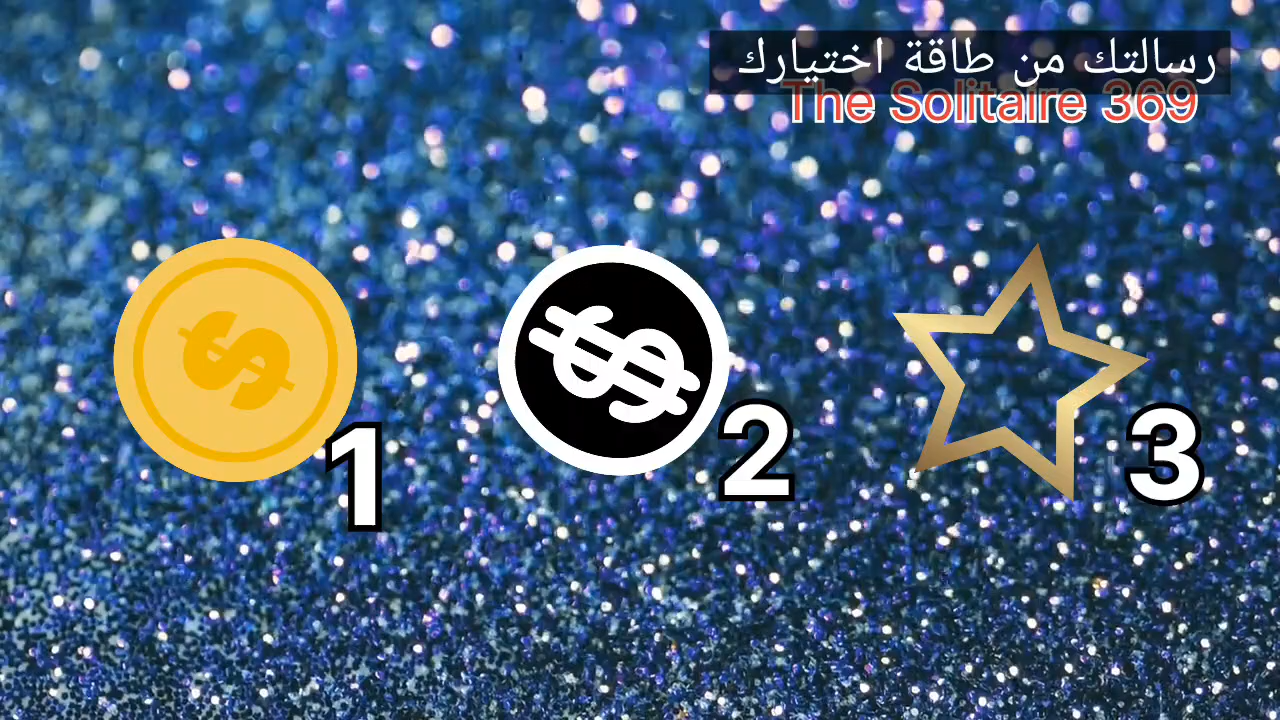 رسالتك من طاقة اختيارك
The Solitaire 369
$ $
1 2 3